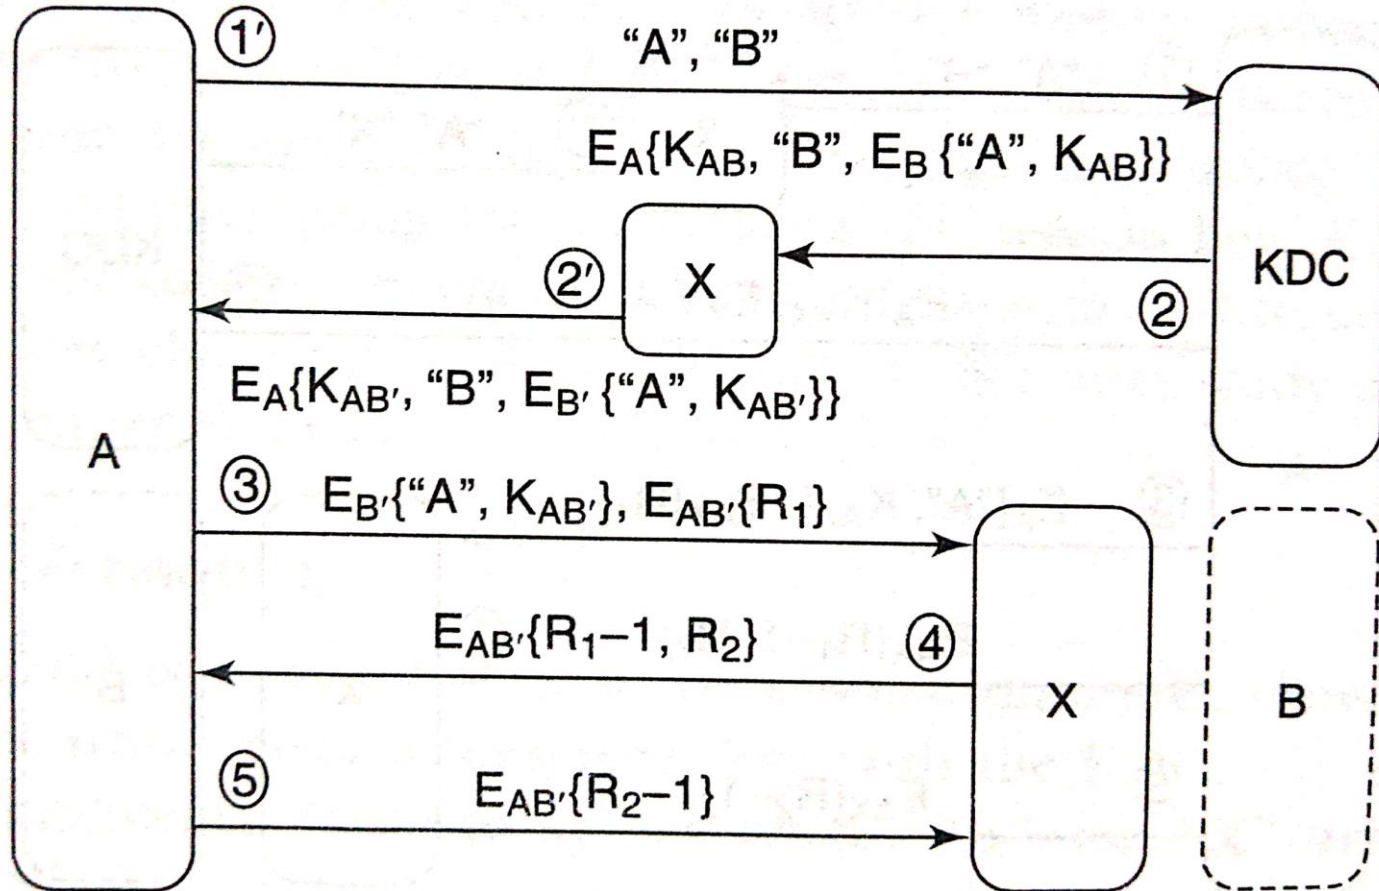 ①′ “A”, “B”
E_A{K_AB, “B”, E_B {“A”, K_AB}}
②′ X ② KDC
E_A{K_AB′, “B”, E_B′ {“A”, K_AB′}}
A
③ E_B′{“A”, K_AB′}, E_AB′{R₁}
E_AB′{R₁–1, R₂} ④
X B
⑤ E_AB′{R₂–1}